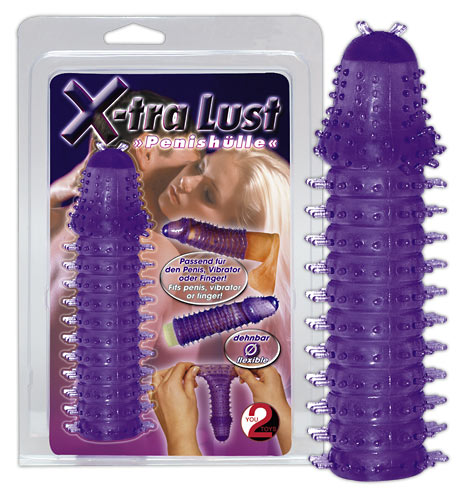 X-tra Lust
»Penishülle«
Passend für
den Penis, Vibrator
oder Finger!
Fits penis, vibrator
or finger!
dehnbar
Ø
flexible
YOU
2
TOYS